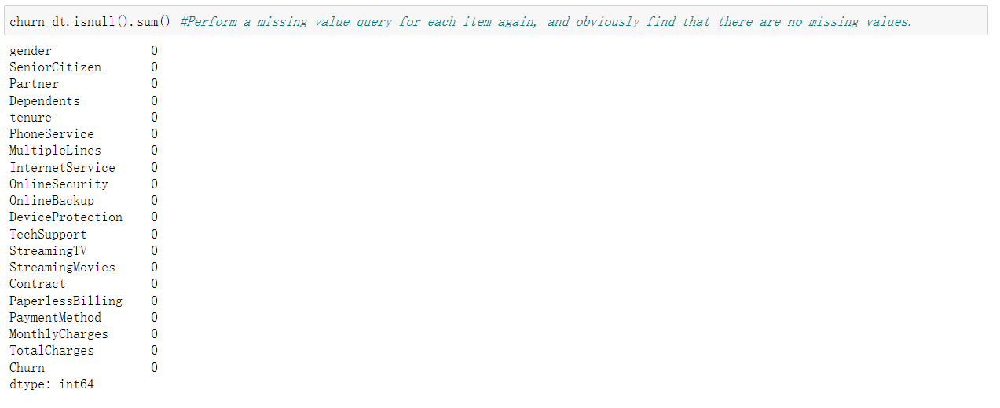 churn_dt.isnull().sum() #Perform a missing value query for each item again, and obviously find that there are no missing values.
gender 0
SeniorCitizen 0
Partner 0
Dependents 0
tenure 0
PhoneService 0
MultipleLines 0
InternetService 0
OnlineSecurity 0
OnlineBackup 0
DeviceProtection 0
TechSupport 0
StreamingTV 0
StreamingMovies 0
Contract 0
PaperlessBilling 0
PaymentMethod 0
MonthlyCharges 0
TotalCharges 0
Churn 0
dtype: int64